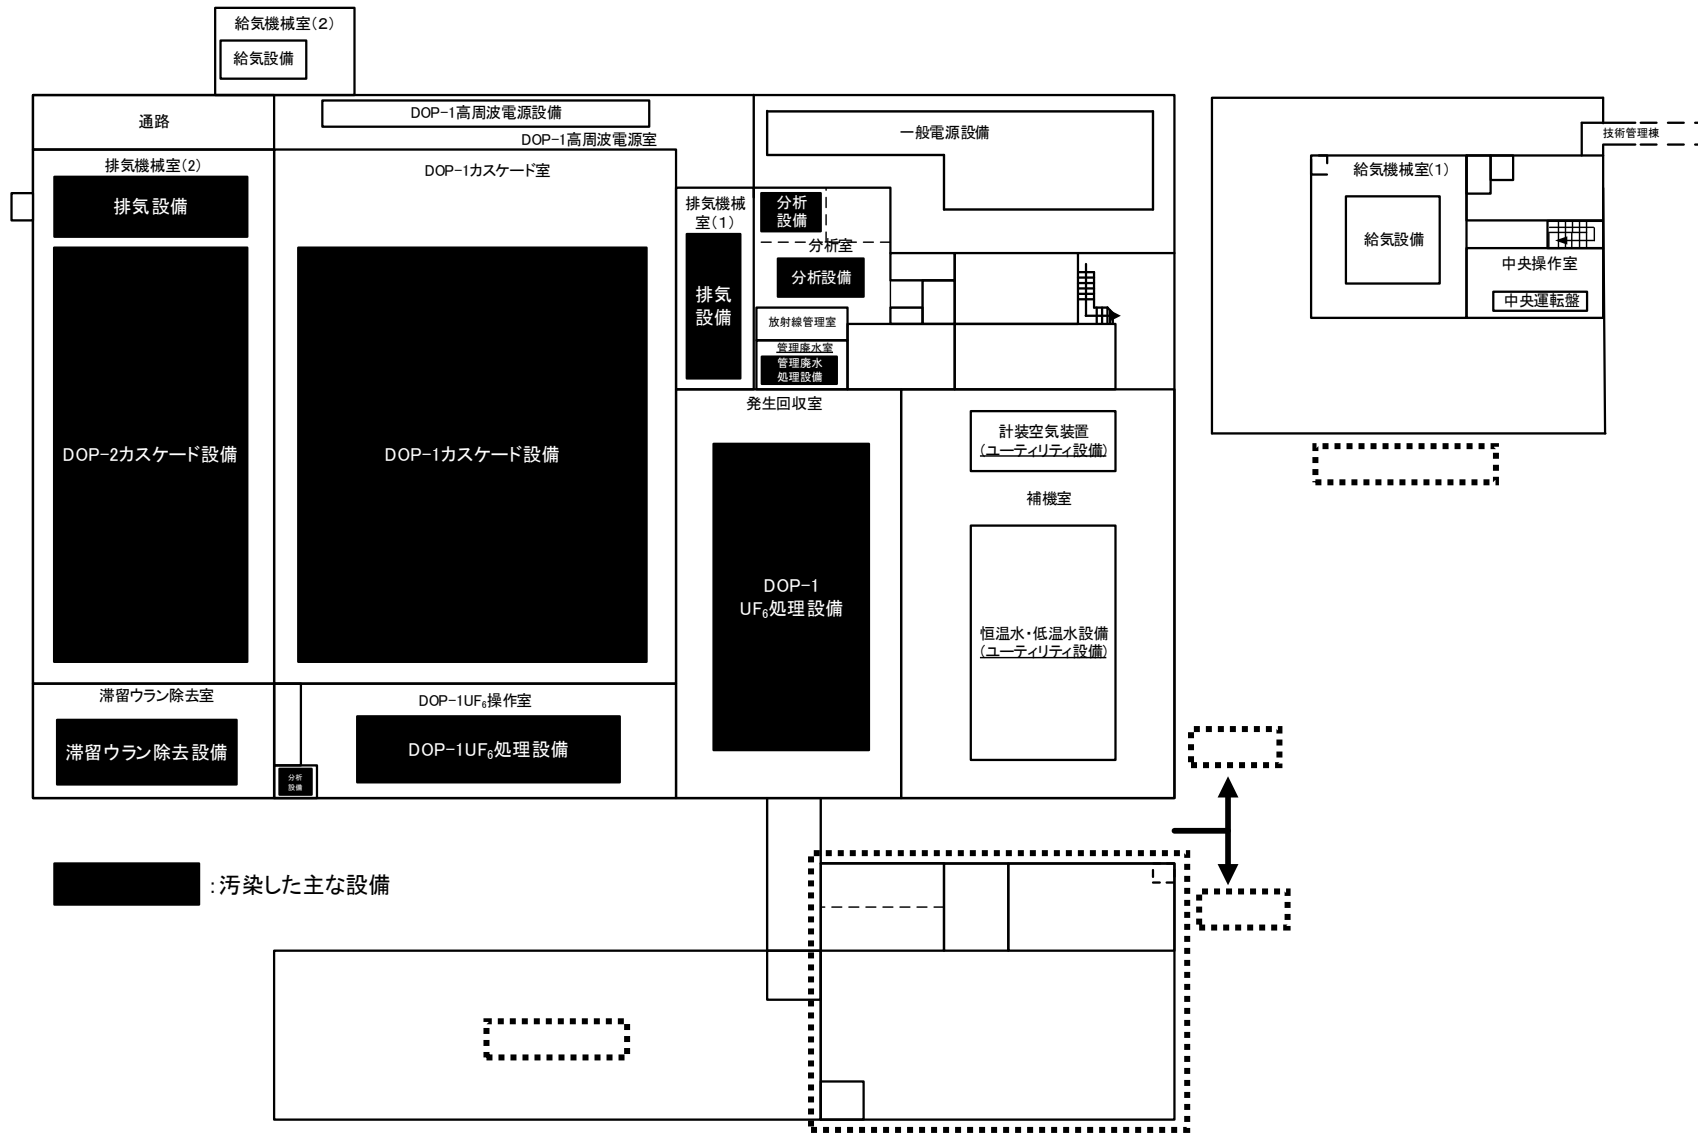 給気機械室(2)
給気設備
通路
DOP-1高周波電源設備
DOP-1高周波電源室
一般電源設備
技術管理棟
排気機械室(2)
排気設備
DOP-1カスケード室
排気機械
室(1)
排気
設備
分析
設備
分析室
分析設備
放射線管理室
管理廃水室
管理廃水
処理設備
給気機械室(1)
給気設備
中央操作室
中央運転盤
DOP-2カスケード設備
DOP-1カスケード設備
発生回収室
DOP-1
UF₆処理設備
計装空気装置
(ユーティリティ設備)
補機室
恒温水・低温水設備
(ユーティリティ設備)
滞留ウラン除去室
滞留ウラン除去設備
DOP-1UF₆操作室
DOP-1UF₆処理設備
分析
設備
：汚染した主な設備